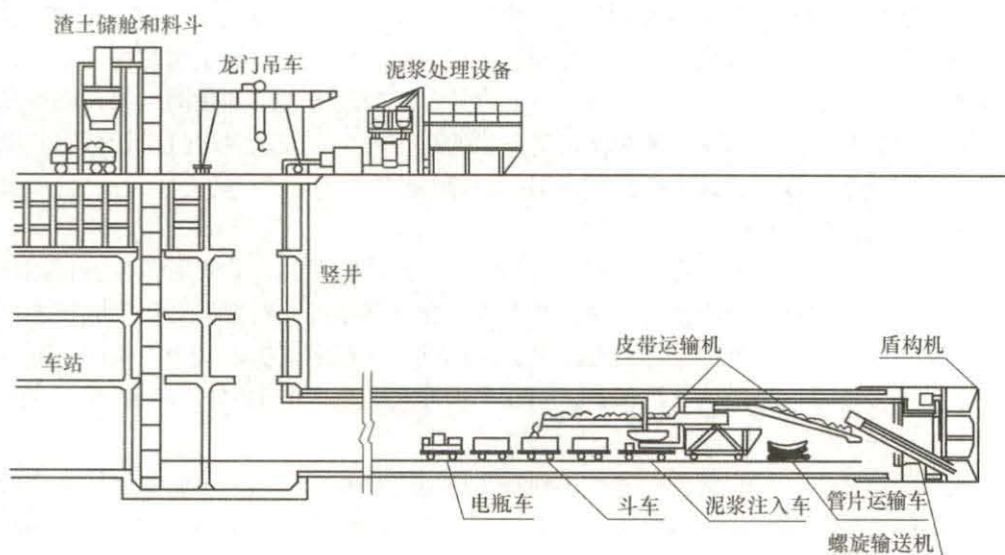 渣土储舱和料斗
龙门吊车
泥浆处理设备
竖井
车站
皮带运输机
盾构机
电瓶车
斗车
泥浆注入车
管片运输车
螺旋输送机